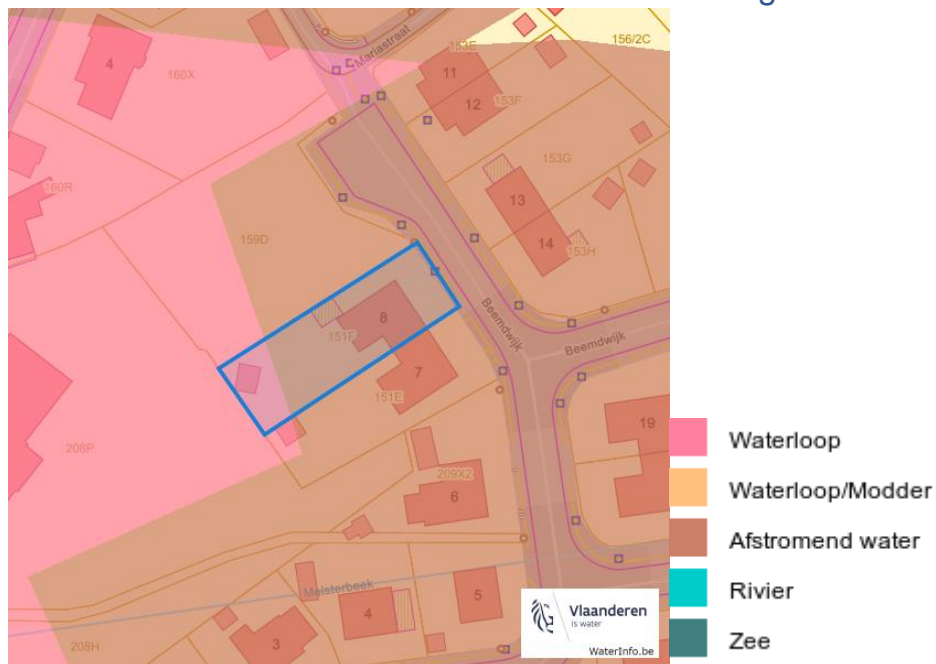 156/2C
Mariastraat
153E
4
160X
11
12
153F
153G
160R
13
14
153H
159D
8
151F
Beemdwijk
Beemdwijk
7
151E
19
208P
209X2
6
Meisterbeek
4
5
3
208H
Waterloop
Waterloop/Modder
Afstromend water
Rivier
Zee
Vlaanderen
is water
WaterInfo.be